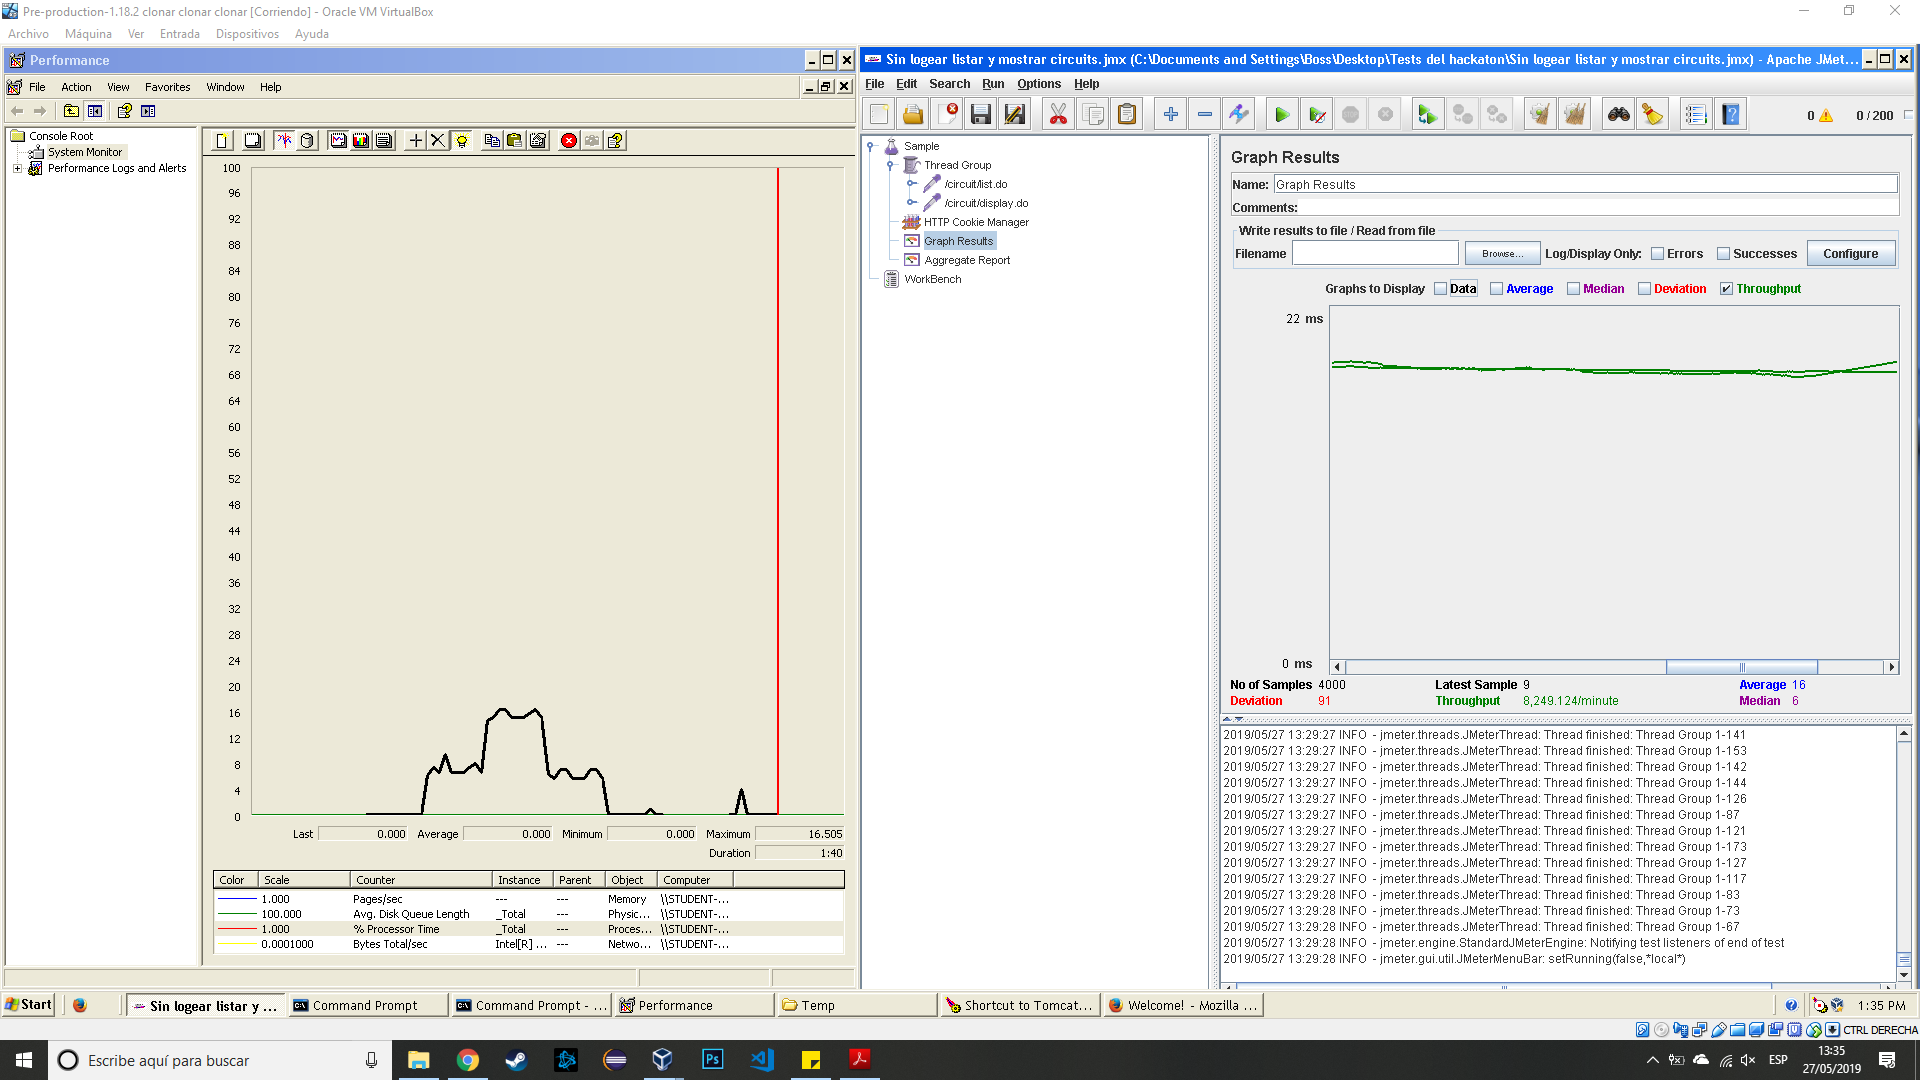 Pre-production-1.18.2 clonar clonar clonar [Corriendo] - Oracle VM VirtualBox
Archivo Máquina Ver Entrada Dispositivos Ayuda
Performance
File Action View Favorites Window Help
Console Root
System Monitor
Performance Logs and Alerts
100
96
92
88
84
80
76
72
68
64
60
56
52
48
44
40
36
32
28
24
20
16
12
8
4
0
Last 0.000 Average 0.000 Minimum 0.000 Maximum 16.505
Duration 1:40
Color Scale Counter Instance Parent Object Computer
1.000 Pages/sec --- --- Memory \\STUDENT-...
100.000 Avg. Disk Queue Length _Total --- Physic... \\STUDENT-...
1.000 % Processor Time _Total --- Proces... \\STUDENT-...
0.0001000 Bytes Total/sec Intel[R] ... --- Netwo... \\STUDENT-...
Sin logear listar y mostrar circuits.jmx (C:\Documents and Settings\Boss\Desktop\Tests del hackaton\Sin logear listar y mostrar circuits.jmx) - Apache JMet...
File Edit Search Run Options Help
0 0 / 200
Sample
Thread Group
/circuit/list.do
/circuit/display.do
HTTP Cookie Manager
Graph Results
Aggregate Report
WorkBench
Graph Results
Name: Graph Results
Comments:
Write results to file / Read from file
Filename Browse... Log/Display Only: Errors Successes Configure
Graphs to Display Data Average Median Deviation Throughput
22 ms
0 ms
No of Samples 4000 Latest Sample 9 Average 16
Deviation 91 Throughput 8,249.124/minute Median 6
2019/05/27 13:29:27 INFO - jmeter.threads.JMeterThread: Thread finished: Thread Group 1-141
2019/05/27 13:29:27 INFO - jmeter.threads.JMeterThread: Thread finished: Thread Group 1-153
2019/05/27 13:29:27 INFO - jmeter.threads.JMeterThread: Thread finished: Thread Group 1-142
2019/05/27 13:29:27 INFO - jmeter.threads.JMeterThread: Thread finished: Thread Group 1-144
2019/05/27 13:29:27 INFO - jmeter.threads.JMeterThread: Thread finished: Thread Group 1-126
2019/05/27 13:29:27 INFO - jmeter.threads.JMeterThread: Thread finished: Thread Group 1-87
2019/05/27 13:29:27 INFO - jmeter.threads.JMeterThread: Thread finished: Thread Group 1-121
2019/05/27 13:29:27 INFO - jmeter.threads.JMeterThread: Thread finished: Thread Group 1-173
2019/05/27 13:29:27 INFO - jmeter.threads.JMeterThread: Thread finished: Thread Group 1-127
2019/05/27 13:29:27 INFO - jmeter.threads.JMeterThread: Thread finished: Thread Group 1-117
2019/05/27 13:29:28 INFO - jmeter.threads.JMeterThread: Thread finished: Thread Group 1-83
2019/05/27 13:29:28 INFO - jmeter.threads.JMeterThread: Thread finished: Thread Group 1-73
2019/05/27 13:29:28 INFO - jmeter.threads.JMeterThread: Thread finished: Thread Group 1-67
2019/05/27 13:29:28 INFO - jmeter.engine.StandardJMeterEngine: Notifying test listeners of end of test
2019/05/27 13:29:28 INFO - jmeter.gui.util.JMeterMenuBar: setRunning(false,*local*)
Start Sin logear listar y ... Command Prompt Command Prompt - ... Performance Temp Shortcut to Tomcat... Welcome! - Mozilla ... 1:35 PM
CTRL DERECHA
Escribe aquí para buscar Ps ESP 13:35
27/05/2019